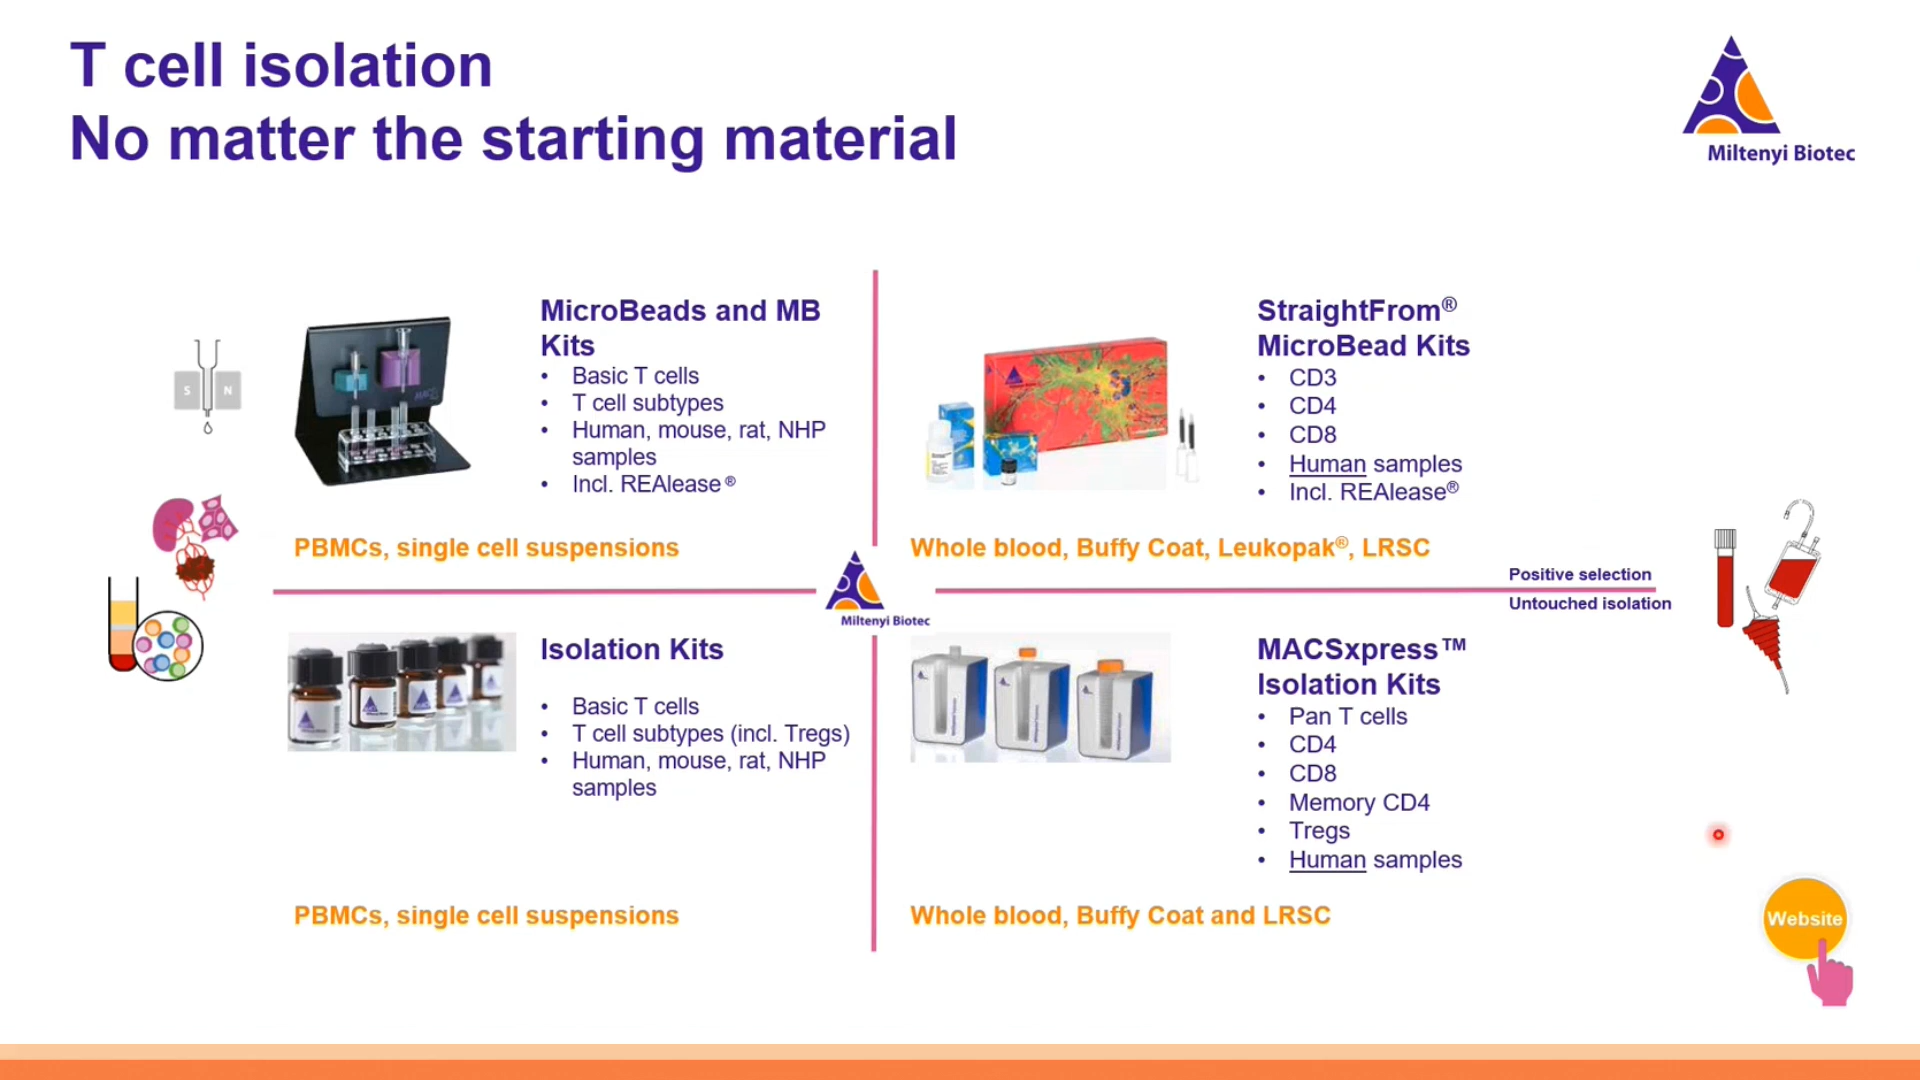 T cell isolation
No matter the starting material
Miltenyi Biotec
MicroBeads and MB
Kits
• Basic T cells
• T cell subtypes
• Human, mouse, rat, NHP
samples
• Incl. REAlease®
S N
PBMCs, single cell suspensions
StraightFrom®
MicroBead Kits
• CD3
• CD4
• CD8
• Human samples
• Incl. REAlease®
Whole blood, Buffy Coat, Leukopak®, LRSC
Positive selection
Untouched isolation
Miltenyi Biotec
Isolation Kits
• Basic T cells
• T cell subtypes (incl. Tregs)
• Human, mouse, rat, NHP
samples
PBMCs, single cell suspensions
MACSxpress™
Isolation Kits
• Pan T cells
• CD4
• CD8
• Memory CD4
• Tregs
• Human samples
Whole blood, Buffy Coat and LRSC
Website